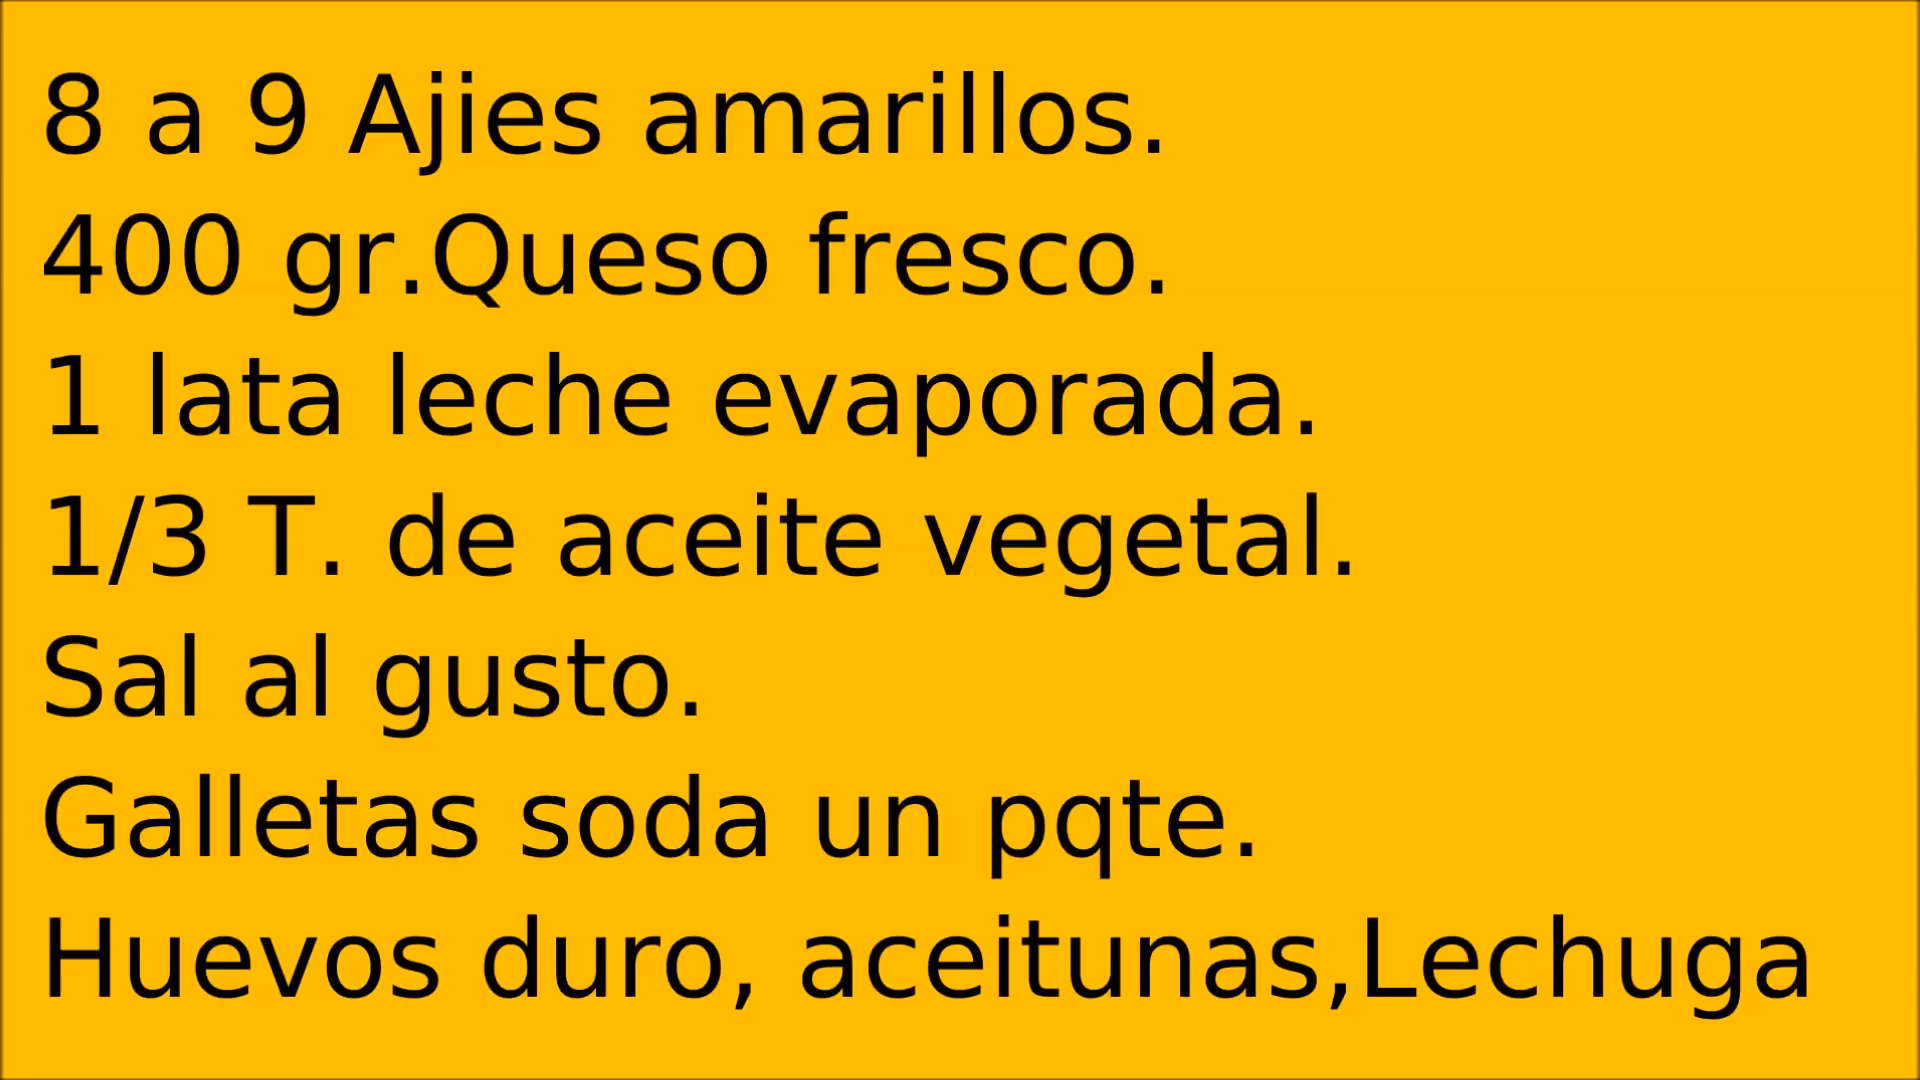 8 a 9 Ajies amarillos.
400 gr.Queso fresco.
1 lata leche evaporada.
1/3 T. de aceite vegetal.
Sal al gusto.
Galletas soda un pqte.
Huevos duro, aceitunas,Lechuga